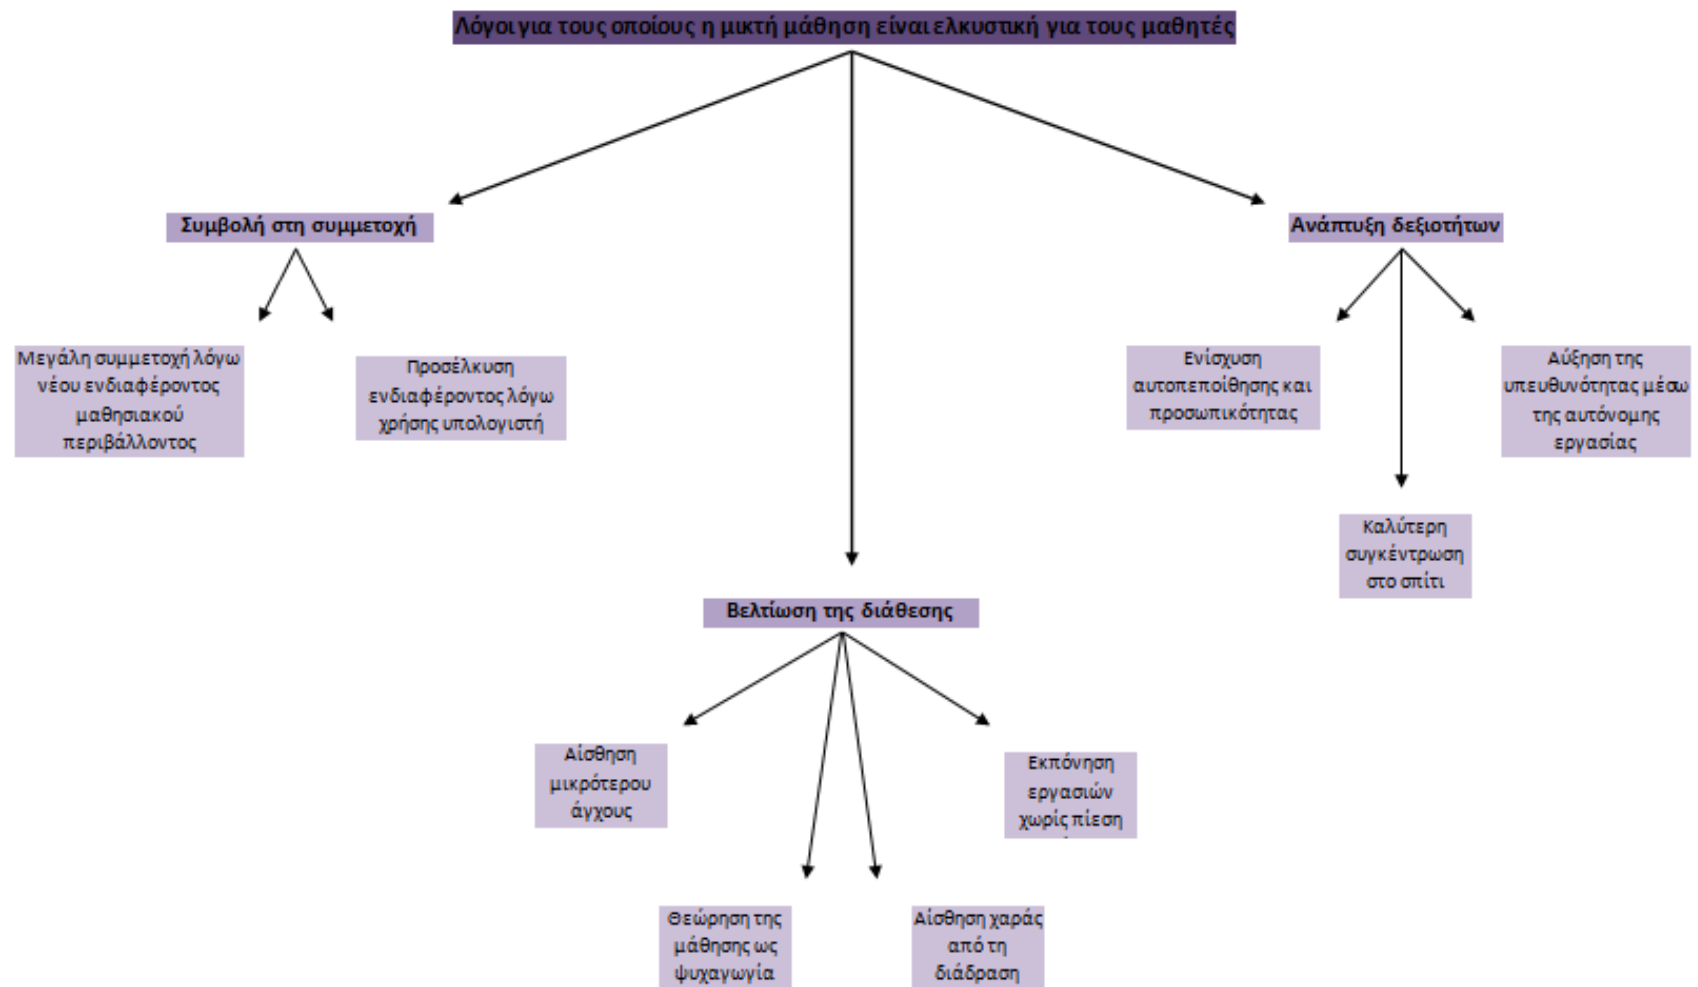 Λόγοι για τους οποίους η μικτή μάθηση είναι ελκυστική για τους μαθητές
Συμβολή στη συμμετοχή
Μεγάλη συμμετοχή λόγω
νέου ενδιαφέροντος
μαθησιακού
περιβάλλοντος
Προσέλκυση
ενδιαφέροντος λόγω
χρήσης υπολογιστή
Ανάπτυξη δεξιοτήτων
Ενίσχυση
αυτοπεποίθησης και
προσωπικότητας
Καλύτερη
συγκέντρωση
στο σπίτι
Αύξηση της
υπευθυνότητας μέσω
της αυτόνομης
εργασίας
Βελτίωση της διάθεσης
Αίσθηση
μικρότερου
άγχους
Θεώρηση της
μάθησης ως
ψυχαγωγία
Αίσθηση χαράς
από τη
διάδραση
Εκπόνηση
εργασιών
χωρίς πίεση